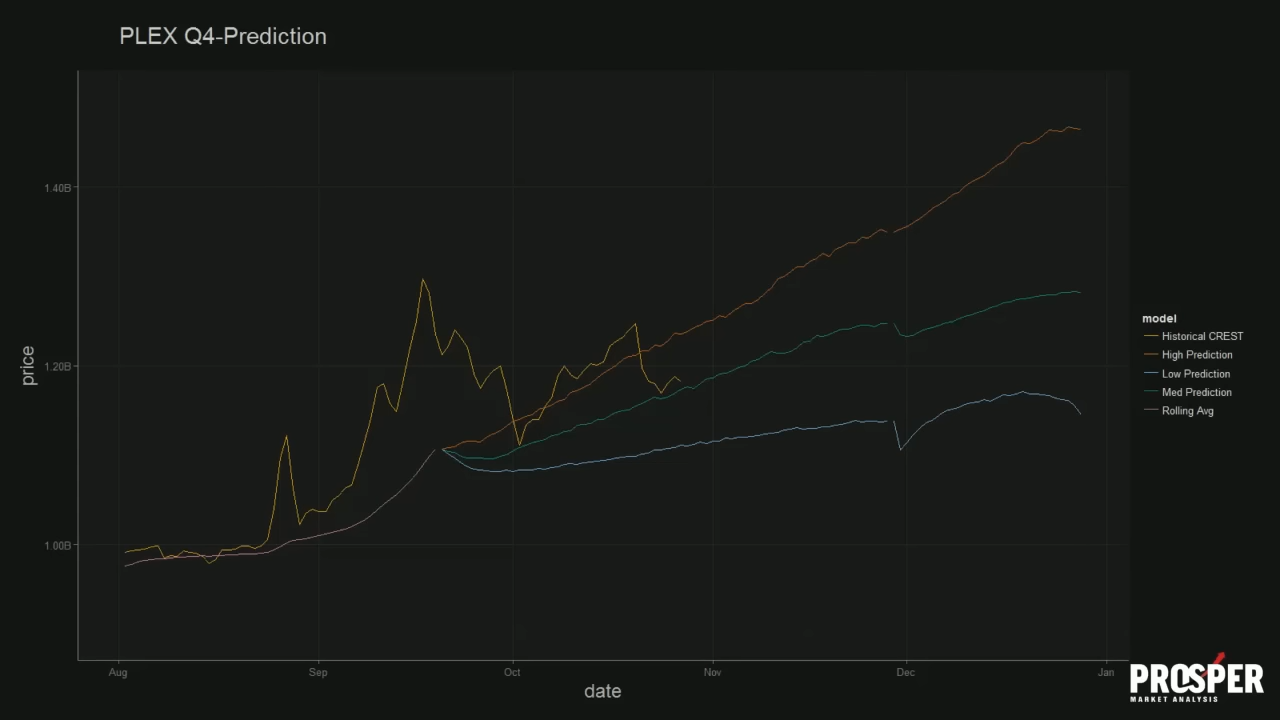 PLEX Q4-Prediction
price
1.40B
1.20B
1.00B
Aug Sep Oct Nov Dec Jan
date
model
Historical CREST
High Prediction
Low Prediction
Med Prediction
Rolling Avg
PROSPER
MARKET ANALYSIS